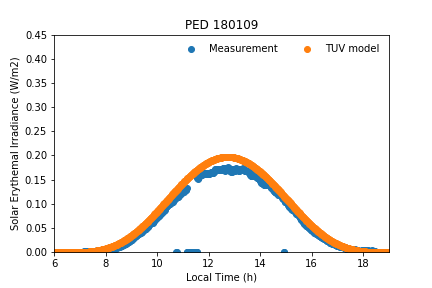 PED 180109
Measurement
TUV model
Solar Erythemal Irradiance (W/m2)
0.45
0.40
0.35
0.30
0.25
0.20
0.15
0.10
0.05
0.00
6 8 10 12 14 16 18
Local Time (h)